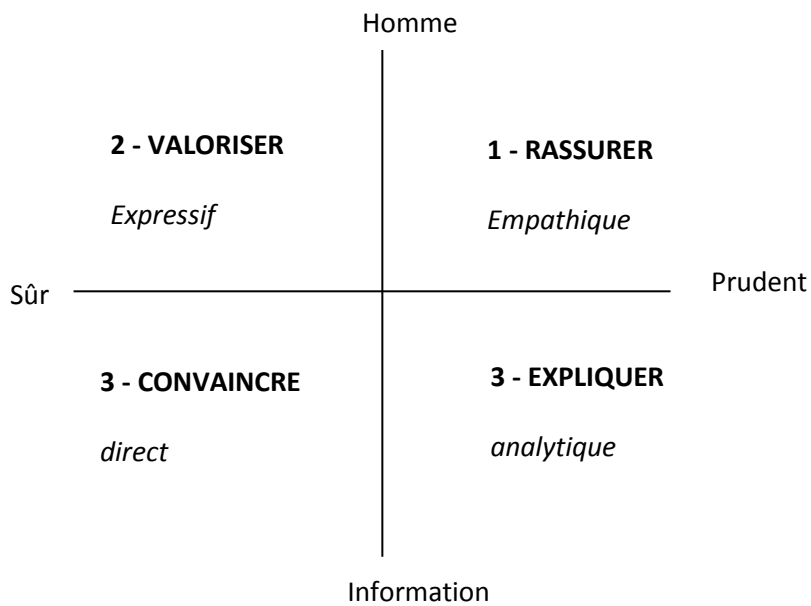 Homme
2 - VALORISER
1 - RASSURER
Expressif
Empathique
Sûr
Prudent
3 - CONVAINCRE
3 - EXPLIQUER
direct
analytique
Information